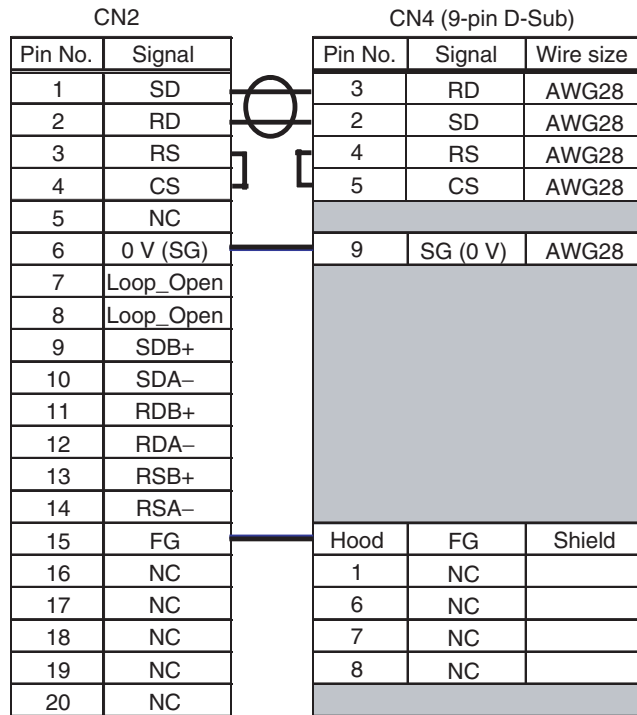 CN2 CN4 (9-pin D-Sub)
Pin No. Signal Pin No. Signal Wire size
1 SD 3 RD AWG28
2 RD 2 SD AWG28
3 RS 4 RS AWG28
4 CS 5 CS AWG28
5 NC
6 0 V (SG) 9 SG (0 V) AWG28
7 Loop_Open
8 Loop_Open
9 SDB+
10 SDA−
11 RDB+
12 RDA−
13 RSB+
14 RSA−
15 FG Hood FG Shield
16 NC 1 NC
17 NC 6 NC
18 NC 7 NC
19 NC 8 NC
20 NC